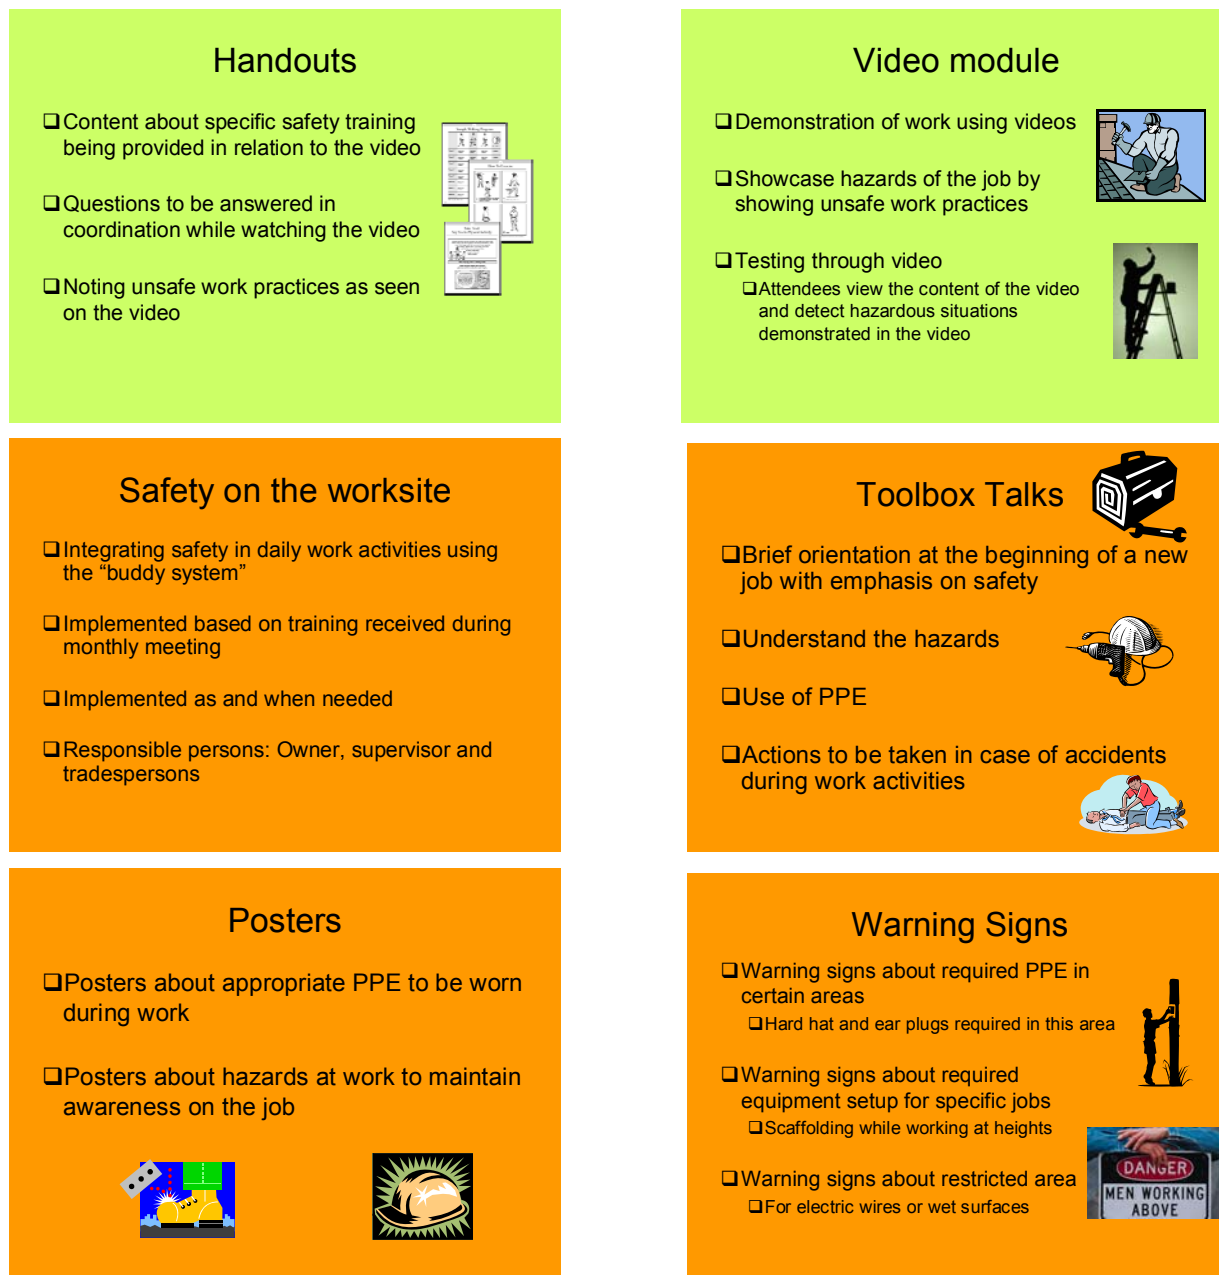 Handouts
❑Content about specific safety training
being provided in relation to the video
❑Questions to be answered in
coordination while watching the video
❑Noting unsafe work practices as seen
on the video
Video module
❑Demonstration of work using videos
❑Showcase hazards of the job by
showing unsafe work practices
❑Testing through video
❑Attendees view the content of the video
and detect hazardous situations
demonstrated in the video
Safety on the worksite
❑Integrating safety in daily work activities using
the “buddy system”
❑Implemented based on training received during
monthly meeting
❑Implemented as and when needed
❑Responsible persons: Owner, supervisor and
tradespersons
Toolbox Talks
❑Brief orientation at the beginning of a new
job with emphasis on safety
❑Understand the hazards
❑Use of PPE
❑Actions to be taken in case of accidents
during work activities
Posters
❑Posters about appropriate PPE to be worn
during work
❑Posters about hazards at work to maintain
awareness on the job
Warning Signs
❑Warning signs about required PPE in
certain areas
❑Hard hat and ear plugs required in this area
❑Warning signs about required
equipment setup for specific jobs
❑Scaffolding while working at heights
❑Warning signs about restricted area
❑For electric wires or wet surfaces
DANGER
MEN WORKING
ABOVE